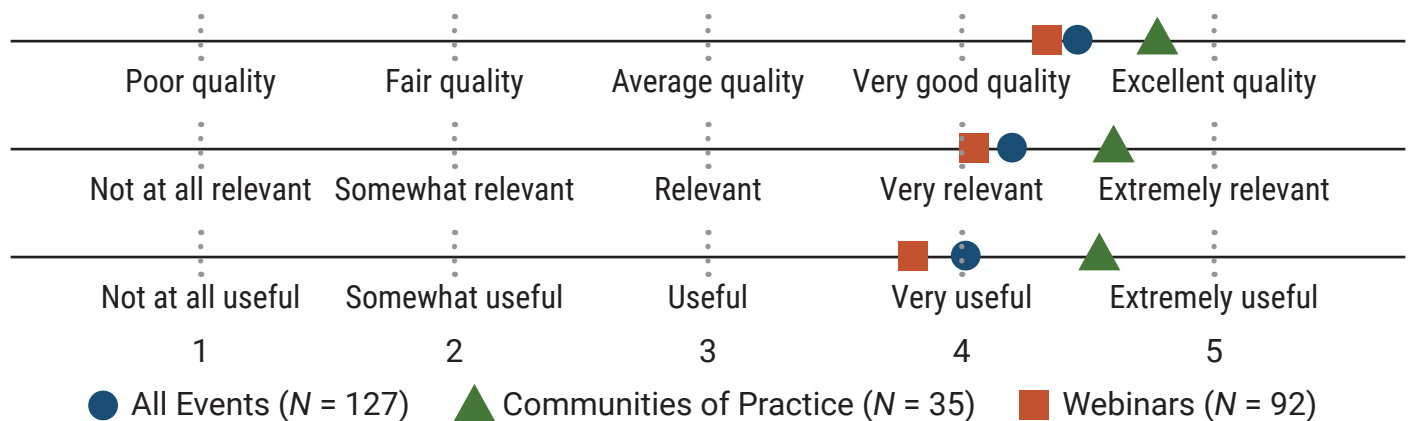 Poor quality Fair quality Average quality Very good quality Excellent quality
Not at all relevant Somewhat relevant Relevant Very relevant Extremely relevant
Not at all useful Somewhat useful Useful Very useful Extremely useful
1 2 3 4 5
All Events (N = 127) Communities of Practice (N = 35) Webinars (N = 92)